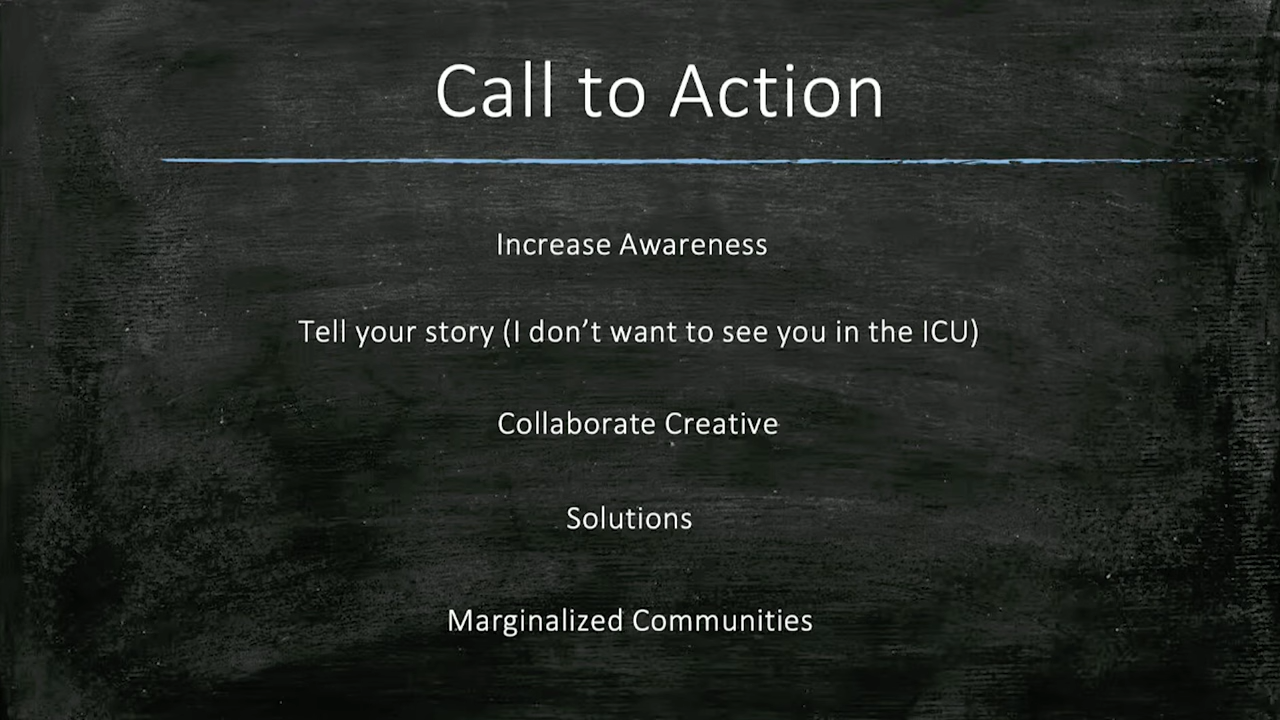 Call to Action
Increase Awareness
Tell your story (I don’t want to see you in the ICU)
Collaborate Creative
Solutions
Marginalized Communities